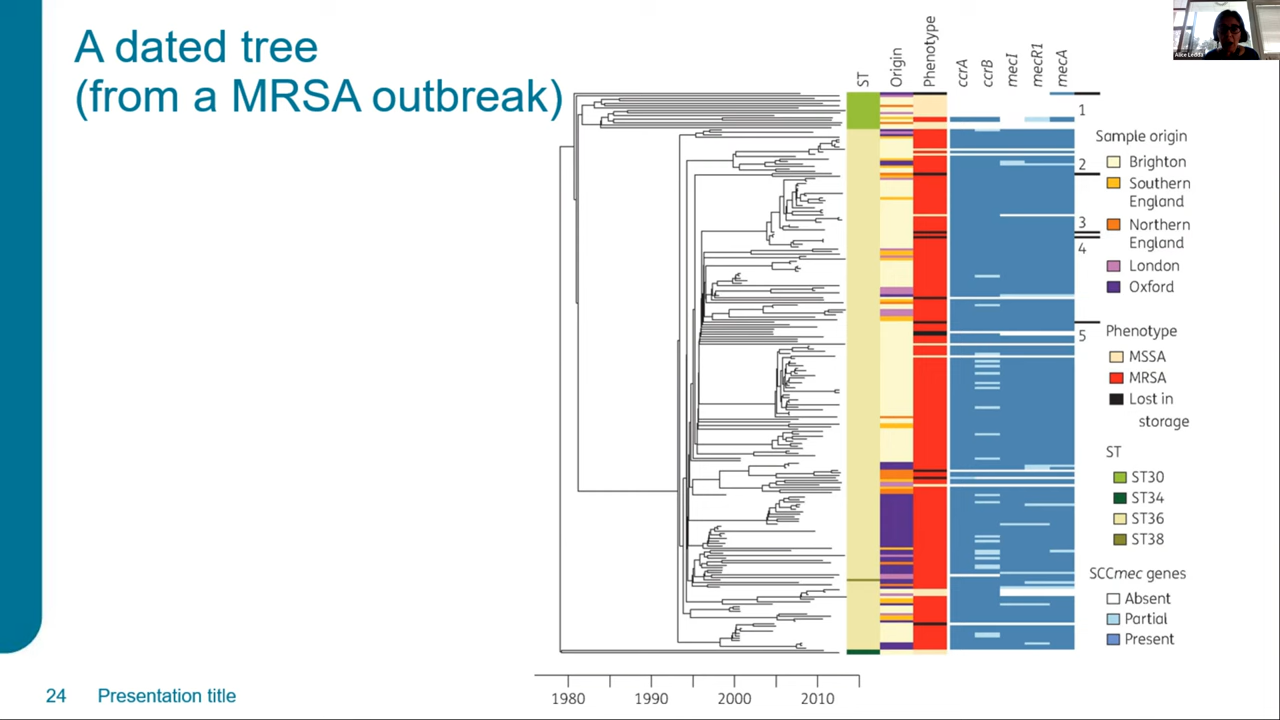 A dated tree
(from a MRSA outbreak)
ST
Origin
Phenotype
ccrA
ccrB
mecI
mecR1
mecA
1
2
3
4
5
Sample origin
Brighton
Southern
England
Northern
England
London
Oxford
Phenotype
MSSA
MRSA
Lost in
storage
ST
ST30
ST34
ST36
ST38
SCCmec genes
Absent
Partial
Present
1980
1990
2000
2010
24
Presentation title
Alice Ledda